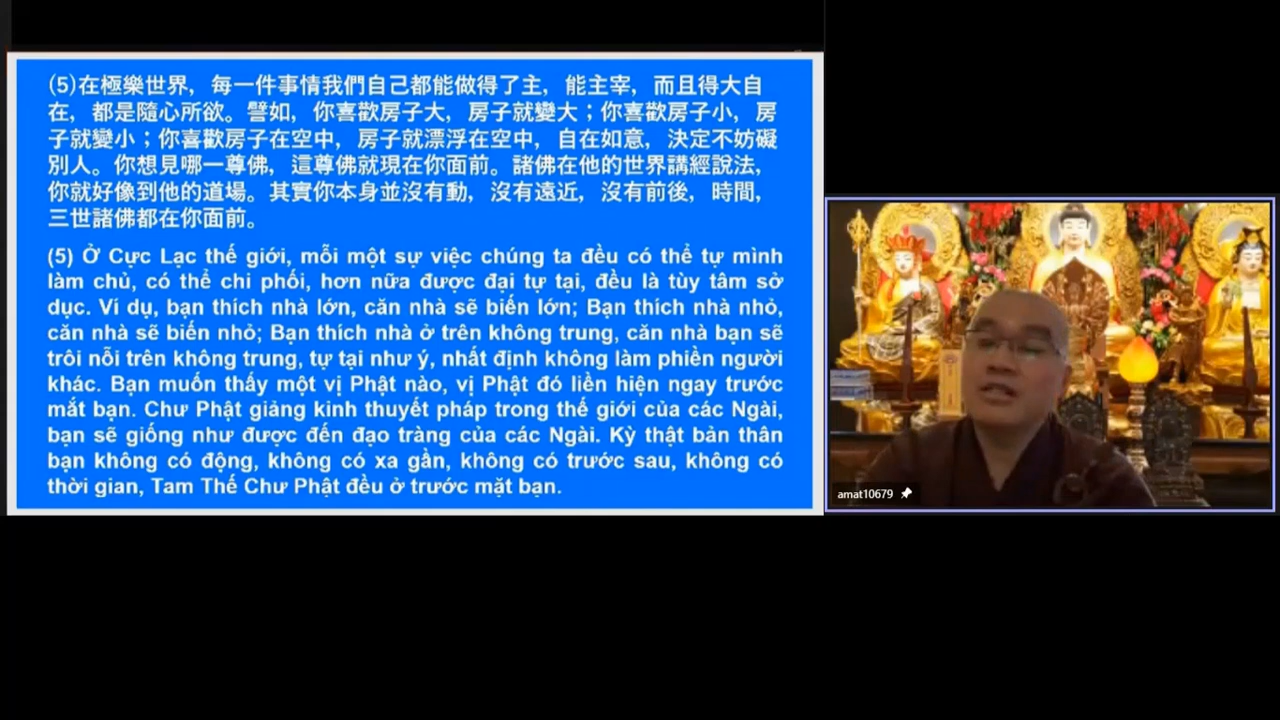 (5)在極樂世界，每一件事情我們自己都能做得了主，能主宰，而且得大自
在，都是隨心所欲。譬如，你喜歡房子大，房子就變大；你喜歡房子小，房
子就變小；你喜歡房子在空中，房子就漂浮在空中，自在如意，決定不妨礙
別人。你想見哪一尊佛，這尊佛就現在你面前。諸佛在他的世界講經說法，
你就好像到他的道場。其實你本身並沒有動，沒有遠近，沒有前後，時間，
三世諸佛都在你面前。
(5) Ở Cực Lạc thế giới, mỗi một sự việc chúng ta đều có thể tự mình
làm chủ, có thể chi phối, hơn nữa được đại tự tại, đều là tùy tâm sở
dục. Ví dụ, bạn thích nhà lớn, căn nhà sẽ biến lớn; Bạn thích nhà nhỏ,
căn nhà sẽ biến nhỏ; Bạn thích nhà ở trên không trung, căn nhà bạn sẽ
trôi nỗi trên không trung, tự tại như ý, nhất định không làm phiền người
khác. Bạn muốn thấy một vị Phật nào, vị Phật đó liền hiện ngay trước
mắt bạn. Chư Phật giảng kinh thuyết pháp trong thế giới của các Ngài,
bạn sẽ giống như được đến đạo tràng của các Ngài. Kỳ thật bản thân
bạn không có động, không có xa gần, không có trước sau, không có
thời gian, Tam Thế Chư Phật đều ở trước mặt bạn.
amat10679